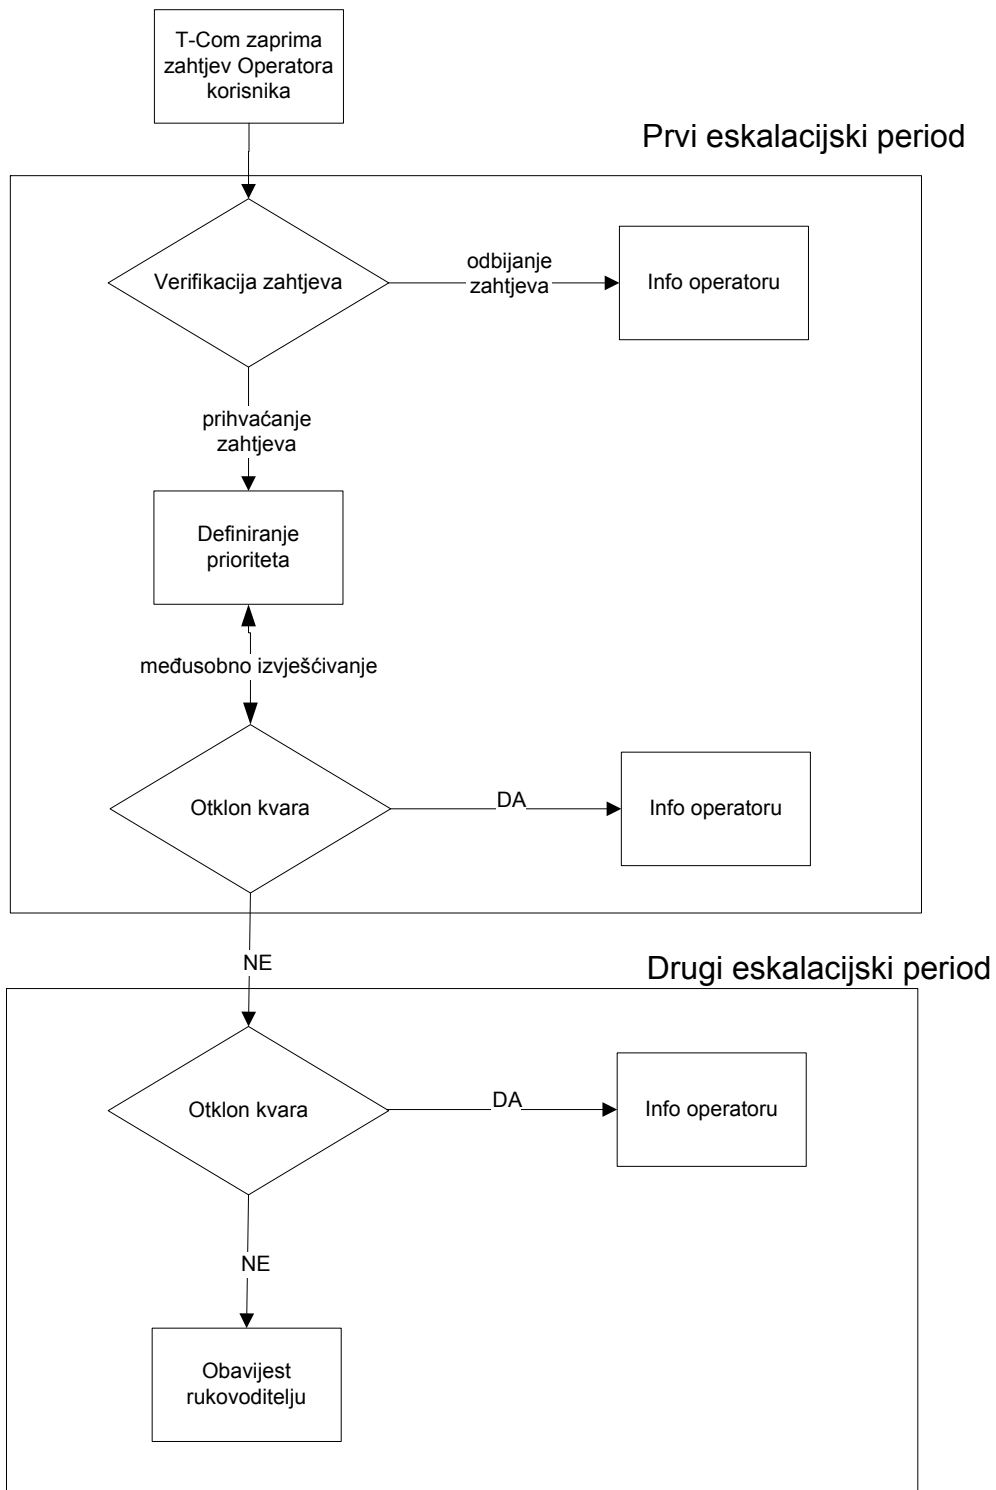 T-Com zaprima
zahtjev Operatora
korisnika
Prvi eskalacijski period
Verifikacija zahtjeva
odbijanje
zahtjeva
Info operatoru
prihvaćanje
zahtjeva
Definiranje
prioriteta
međusobno izvješćivanje
Otklon kvara
DA
Info operatoru
NE
Drugi eskalacijski period
Otklon kvara
DA
Info operatoru
NE
Obavijest
rukovoditelju